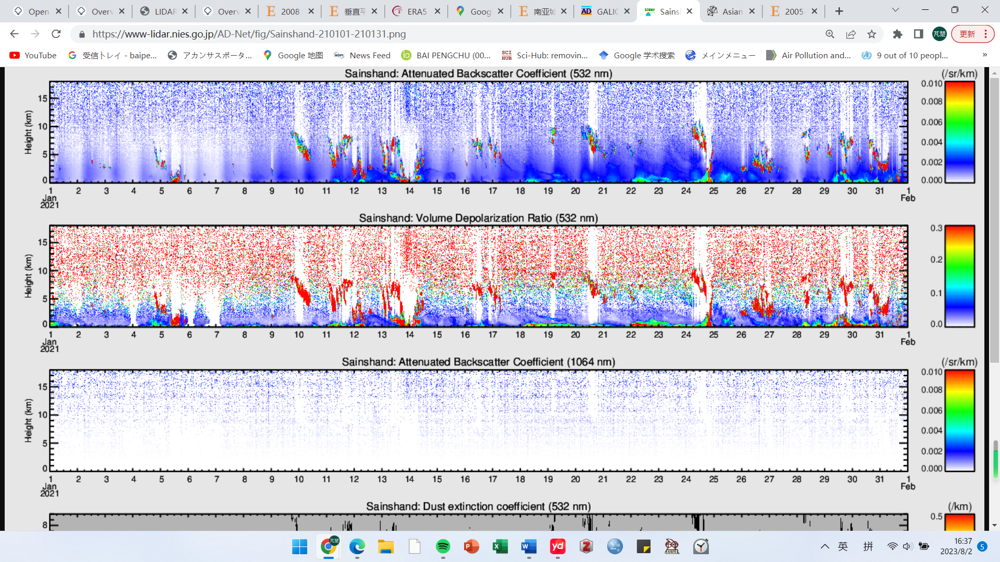 Open
Overv
LIDAR
Overv
2008
垂直平
ERA5
Goog
南亚城
GALIC
Sainsh
Asian
2005-
https://www-lidar.nies.go.jp/AD-Net/fig/Sainshand-210101-210131.png
更新
YouTube
受信トレイ - baipe...
アカンサスポータ...
Google 地图
News Feed
BAI PENGCHU (00...
Sci-Hub: removin...
Google 学术搜索
メインメニュー
Air Pollution and...
9 out of 10 peopl...
»
Sainshand: Attenuated Backscatter Coefficient (532 nm)
(/sr/km)
Height (km)
15
10
5
0
0.010
0.008
0.006
0.004
0.002
0.000
1 2 3 4 5 6 7 8 9 10 11 12 13 14 15 16 17 18 19 20 21 22 23 24 25 26 27 28 29 30 31 1
Jan Feb
2021
Sainshand: Volume Depolarization Ratio (532 nm)
Height (km)
15
10
5
0
0.3
0.2
0.1
0.0
1 2 3 4 5 6 7 8 9 10 11 12 13 14 15 16 17 18 19 20 21 22 23 24 25 26 27 28 29 30 31 1
Jan Feb
2021
Sainshand: Attenuated Backscatter Coefficient (1064 nm)
(/sr/km)
Height (km)
15
10
5
0
0.010
0.008
0.006
0.004
0.002
0.000
1 2 3 4 5 6 7 8 9 10 11 12 13 14 15 16 17 18 19 20 21 22 23 24 25 26 27 28 29 30 31 1
Jan Feb
2021
Sainshand: Dust extinction coefficient (532 nm)
(/km)
8
0.5
英
拼
16:37
2023/8/2
5